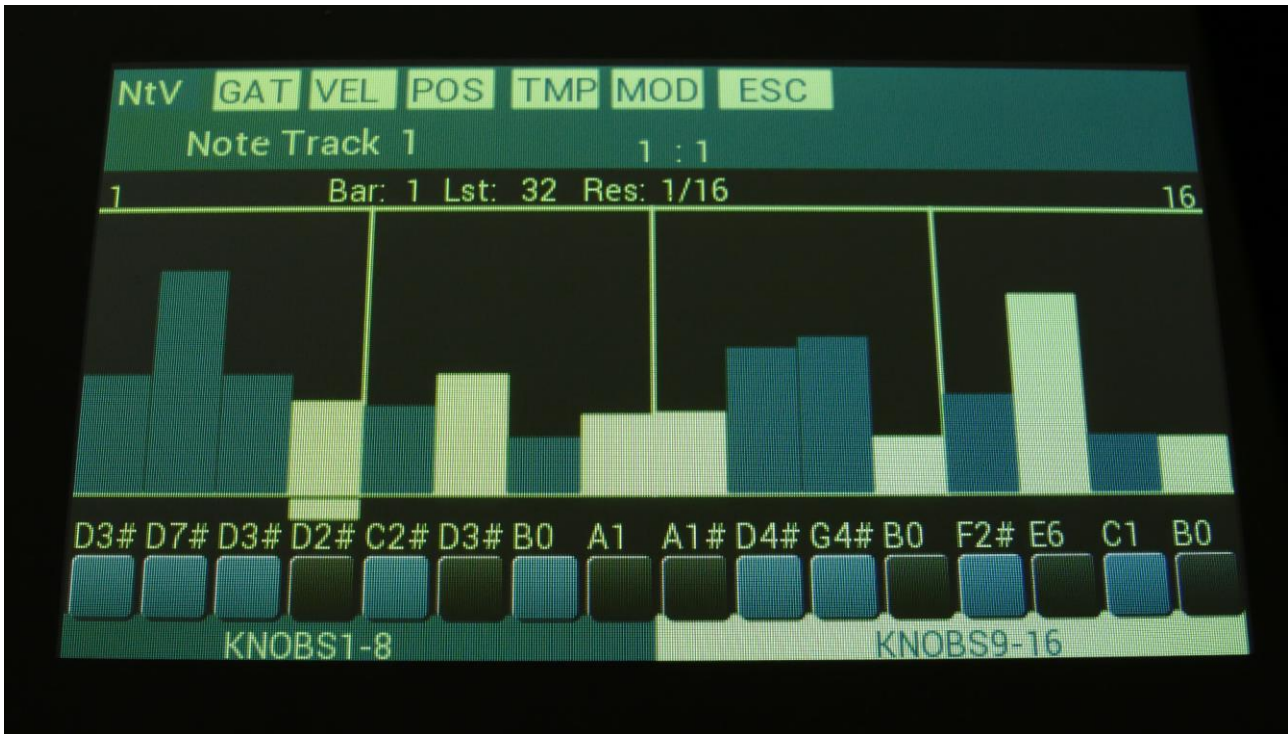 NtV GAT VEL POS TMP MOD ESC
Note Track 1 1 : 1
1 Bar: 1 Lst: 32 Res: 1/16 16
D3# D7# D3# D2# C2# D3# B0 A1 A1# D4# G4# B0 F2# E6 C1 B0
KNOBS1-8 KNOBS9-16